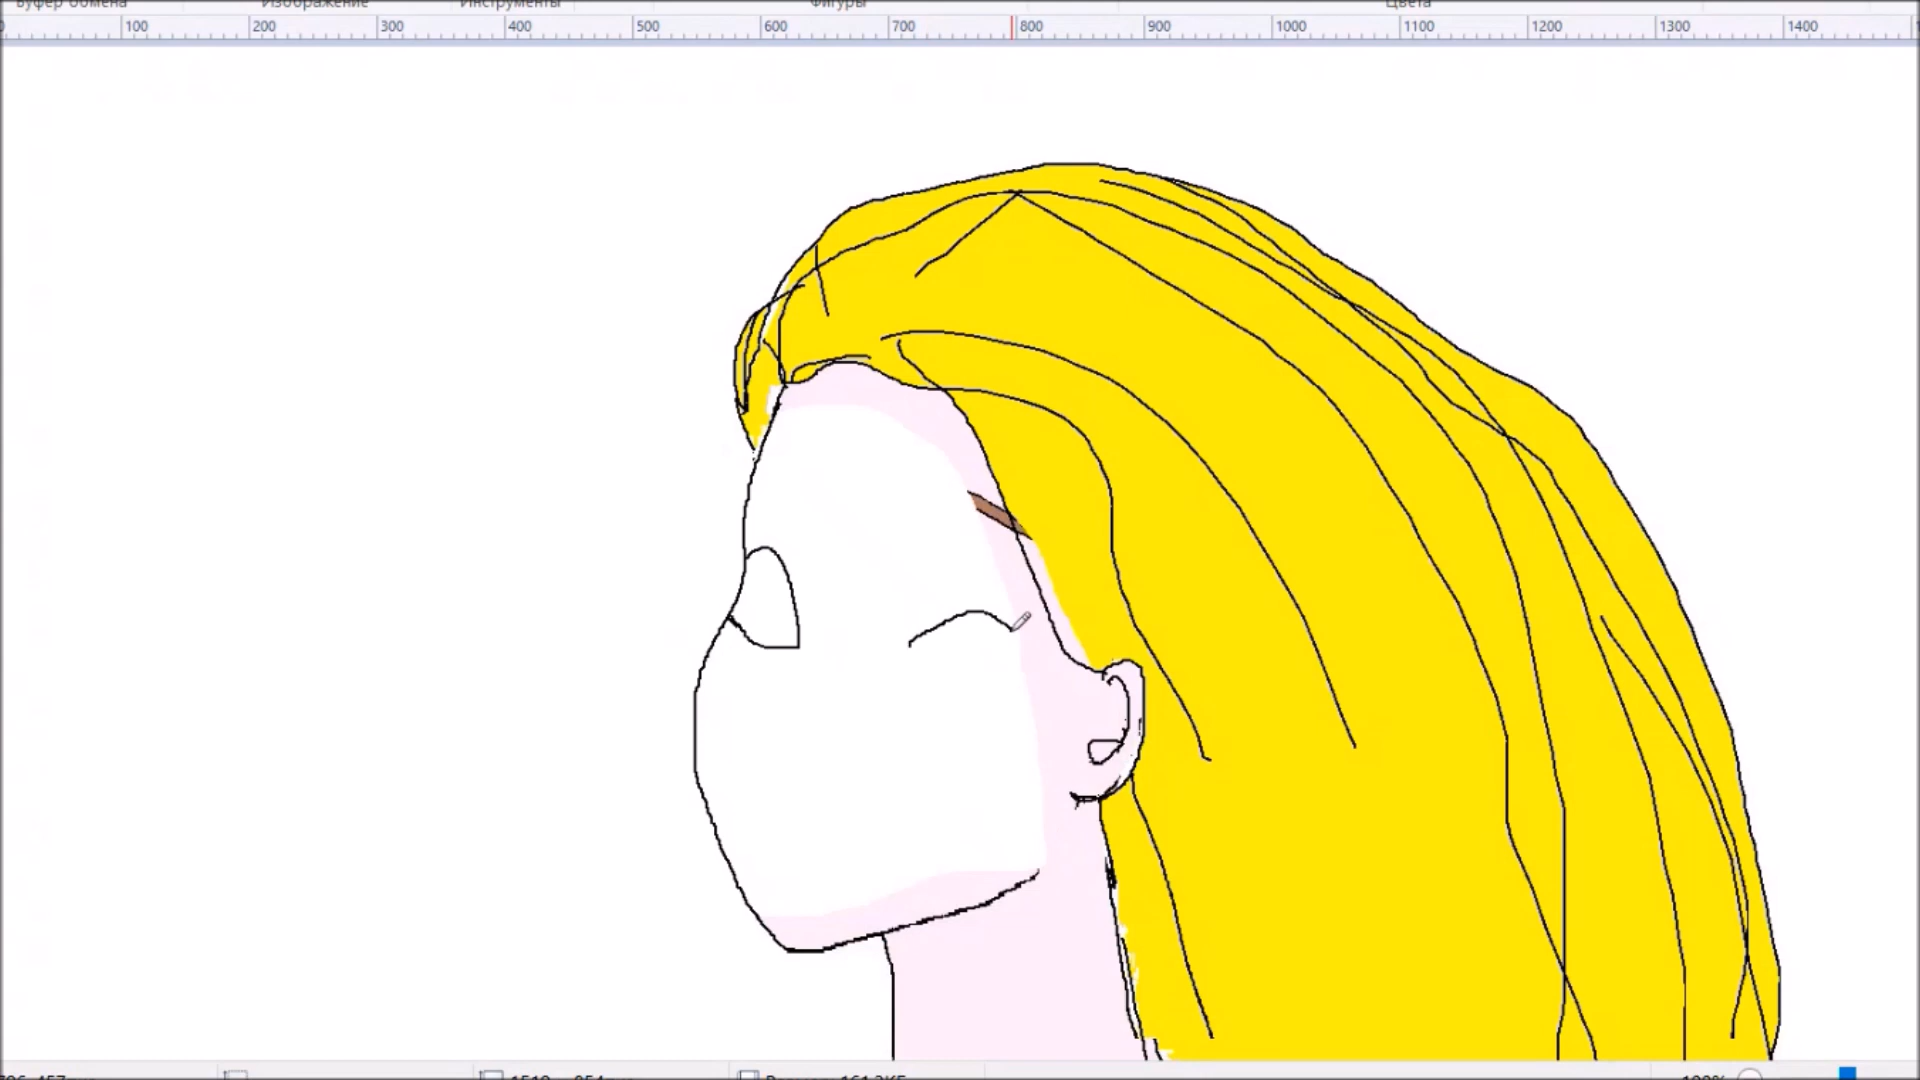 Буфер обмена Изображение Инструменты Фигуры Цвета
100 200 300 400 500 600 700 800 900 1000 1100 1200 1300 1400
100%